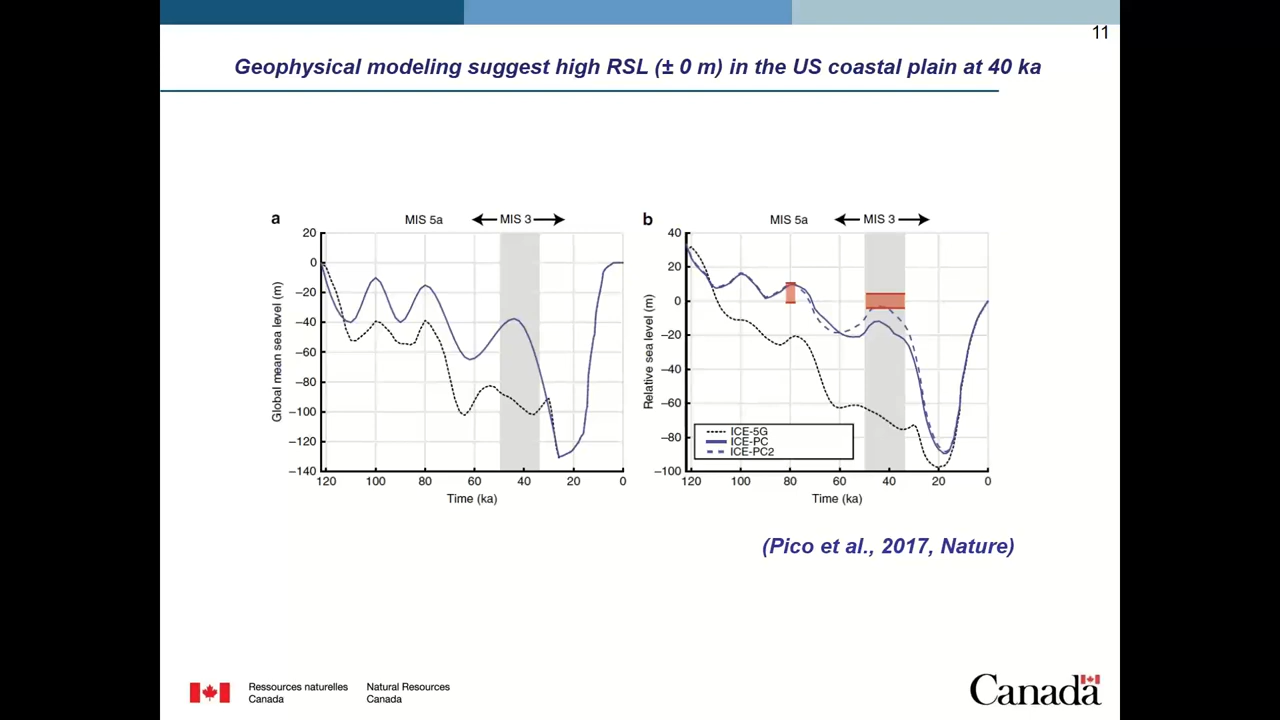 11
Geophysical modeling suggest high RSL (± 0 m) in the US coastal plain at 40 ka
a
MIS 5a
MIS 3
20
0
−20
−40
−60
−80
−100
−120
−140
Global mean sea level (m)
120
100
80
60
40
20
0
Time (ka)
b
MIS 5a
MIS 3
40
20
0
−20
−40
−60
−80
−100
Relative sea level (m)
ICE-5G
ICE-PC
ICE-PC2
120
100
80
60
40
20
0
Time (ka)
(Pico et al., 2017, Nature)
Ressources naturelles
Canada
Natural Resources
Canada
Canada